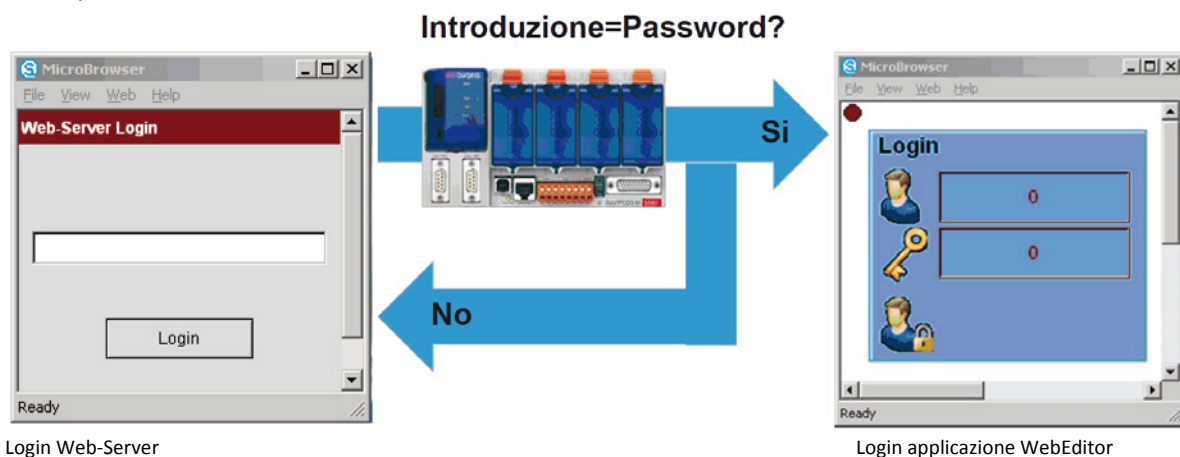 Introduzione=Password?
MicroBrowser
File View Web Help
Web-Server Login
Login
Ready
Si
No
MicroBrowser
File View Web Help
Login
0
0
Ready
Login Web-Server
Login applicazione WebEditor